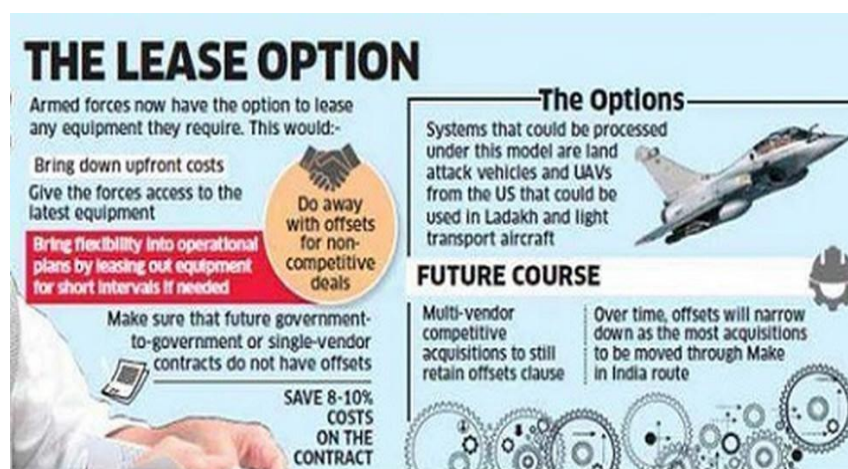 THE LEASE OPTION
Armed forces now have the option to lease
any equipment they require. This would:-
Bring down upfront costs
Give the forces access to the
latest equipment
Bring flexibility into operational
plans by leasing out equipment
for short intervals if needed
Do away
with offsets
for non-
competitive
deals
Make sure that future government-
to-government or single-vendor
contracts do not have offsets
SAVE 8-10%
COSTS
ON THE
CONTRACT
The Options
Systems that could be processed
under this model are land
attack vehicles and UAVs
from the US that could be
used in Ladakh and light
transport aircraft
FUTURE COURSE
Multi-vendor
competitive
acquisitions to still
retain offsets clause
Over time, offsets will narrow
down as the most acquisitions
to be moved through Make
in India route